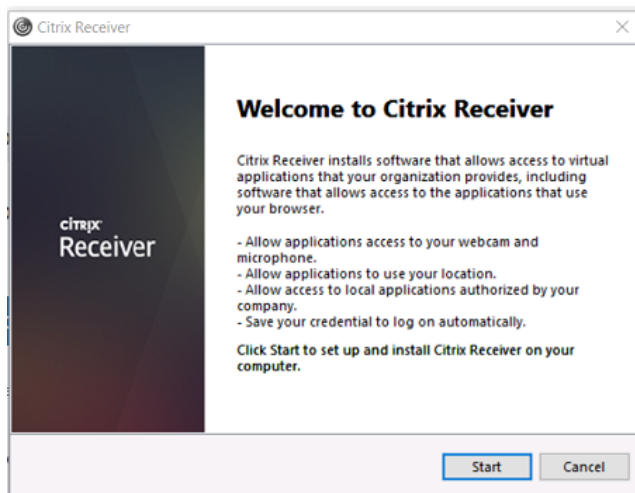 Citrix Receiver
Welcome to Citrix Receiver
Citrix Receiver installs software that allows access to virtual
applications that your organization provides, including
software that allows access to the applications that use
your browser.
- Allow applications access to your webcam and
microphone.
- Allow applications to use your location.
- Allow access to local applications authorized by your
company.
- Save your credential to log on automatically.
Click Start to set up and install Citrix Receiver on your
computer.
CİTRIX
Receiver
Start Cancel